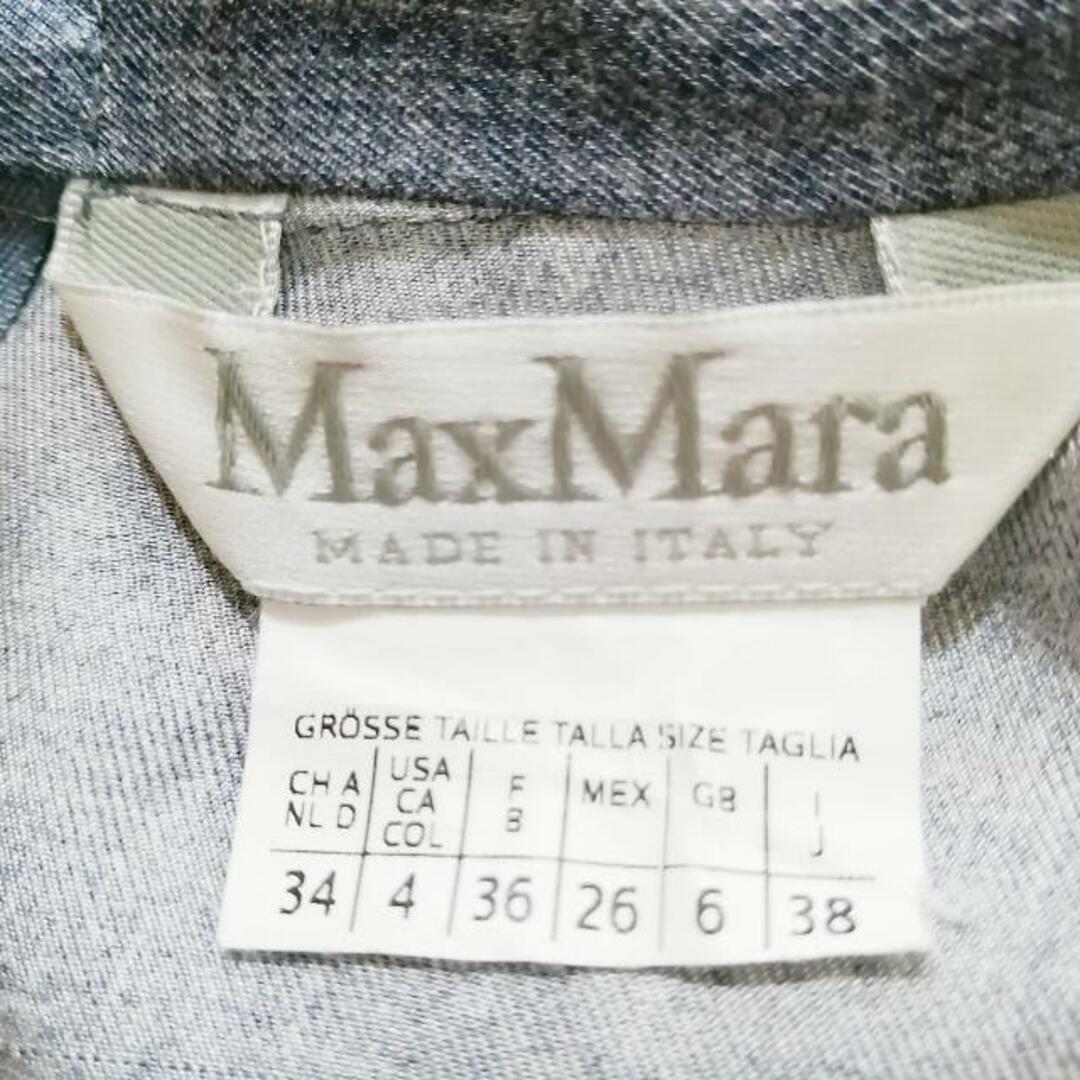 MaxMara
MADE IN ITALY
GRÖSSE TAILLE TALLA SIZE TAGLIA
CH A NL D USA CA COL F B MEX GB I J
34 4 36 26 6 38